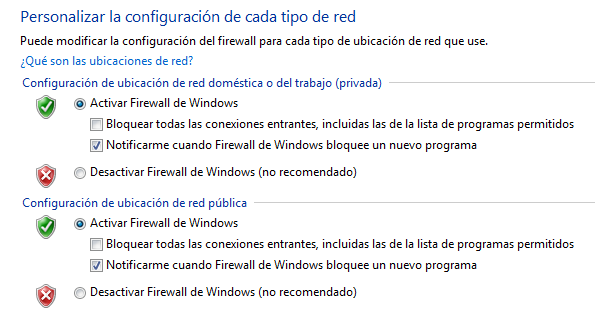 Personalizar la configuración de cada tipo de red
Puede modificar la configuración del firewall para cada tipo de ubicación de red que use.
¿Qué son las ubicaciones de red?
Configuración de ubicación de red doméstica o del trabajo (privada)
Activar Firewall de Windows
Bloquear todas las conexiones entrantes, incluidas las de la lista de programas permitidos
Notificarme cuando Firewall de Windows bloquee un nuevo programa
Desactivar Firewall de Windows (no recomendado)
Configuración de ubicación de red pública
Activar Firewall de Windows
Bloquear todas las conexiones entrantes, incluidas las de la lista de programas permitidos
Notificarme cuando Firewall de Windows bloquee un nuevo programa
Desactivar Firewall de Windows (no recomendado)